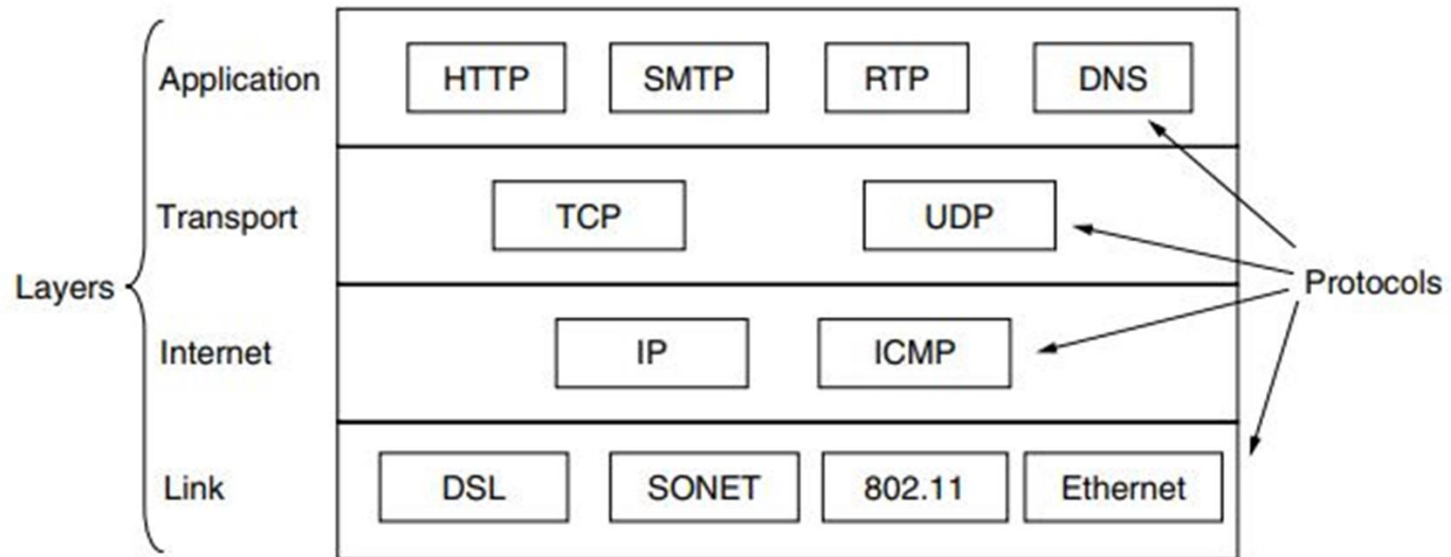 Application HTTP SMTP RTP DNS
Transport TCP UDP
Layers Protocols
Internet IP ICMP
Link DSL SONET 802.11 Ethernet